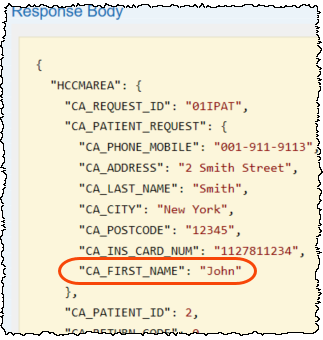 Response Body
{
"HCCMAREA": {
"CA_REQUEST_ID": "01IPAT",
"CA_PATIENT_REQUEST": {
"CA_PHONE_MOBILE": "001-911-9113",
"CA_ADDRESS": "2 Smith Street",
"CA_LAST_NAME": "Smith",
"CA_CITY": "New York",
"CA_POSTCODE": "12345",
"CA_INS_CARD_NUM": "1127811234",
"CA_FIRST_NAME": "John"
},
"CA_PATIENT_ID": 2,
"CA_RETURN_CODE": 0